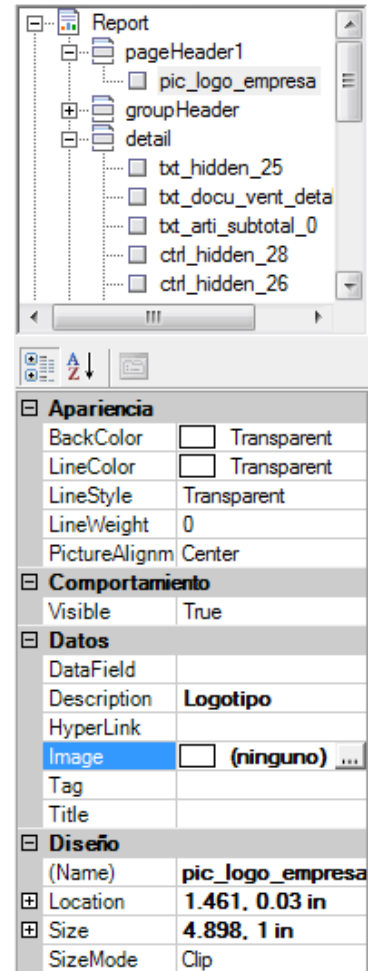 Report
pageHeader1
pic_logo_empresa
groupHeader
detail
txt_hidden_25
txt_docu_vent_deta
txt_arti_subtotal_0
ctrl_hidden_28
ctrl_hidden_26
Apariencia
BackColor Transparent
LineColor Transparent
LineStyle Transparent
LineWeight 0
PictureAlignm Center
Comportamiento
Visible True
Datos
DataField
Description Logotipo
HyperLink
Image (ninguno) ...
Tag
Title
Diseño
(Name) pic_logo_empresa
Location 1.461, 0.03 in
Size 4.898, 1 in
SizeMode Clip